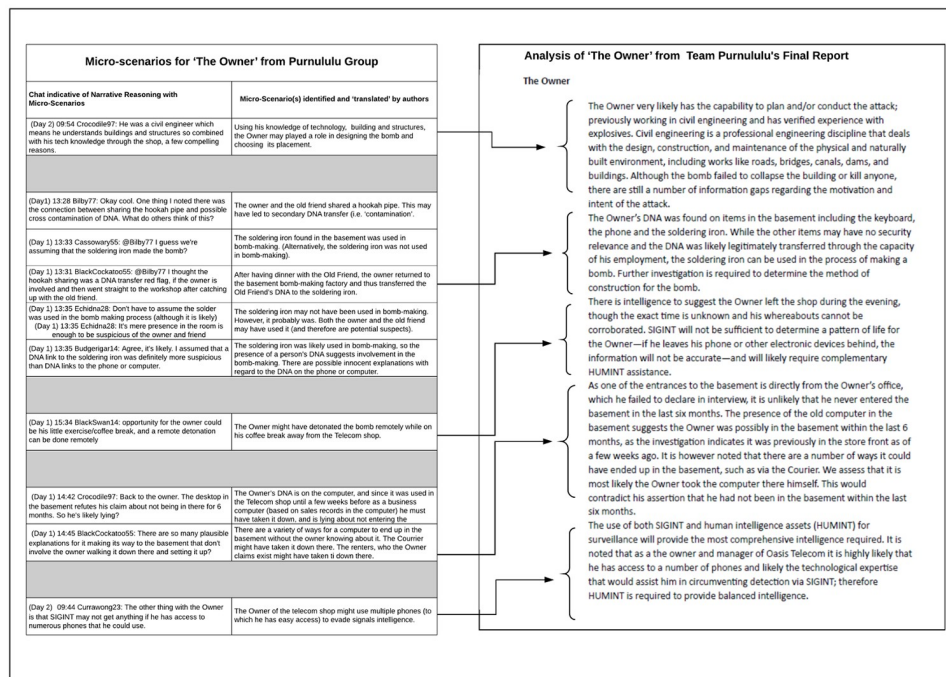 Micro-scenarios for 'The Owner' from Purnululu Group
Chat indicative of Narrative Reasoning with
Micro-Scenarios
Micro-Scenario(s) identified and 'translated' by authors
(Day 2) 09:54 Crocodile97: He was a civil engineer which
means he understands buildings and structures so combined
with his tech knowledge through the shop, a few compelling
reasons.
Using his knowledge of technology, building and structures,
the Owner may played a role in designing the bomb and
choosing its placement.
(Day1) 13:28 Bilby77: Okay cool. One thing I noted there was
the connection between sharing the hookah pipe and possible
cross contamination of DNA. What do others think of this?
The owner and the old friend shared a hookah pipe. This may
have led to secondary DNA transfer (i.e. 'contamination'.
(Day 1) 13:33 Cassowary55: @Bilby77 I guess we're
assuming that the soldering iron made the bomb?
The soldering iron found in the basement was used in
bomb-making. (Alternatively, the soldering iron was not used
in bomb-making).
(Day 1) 13:31 BlackCockatoo55: @Bilby77 I thought the
hookah sharing was a DNA transfer red flag, if the owner is
involved and then went straight to the workshop after catching
up with the old friend.
After having dinner with the Old Friend, the owner returned to
the basement bomb-making factory and thus transferred the
Old Friend's DNA to the soldering iron.
(Day 1) 13:35 Echidna28: Don't have to assume the solder
was used in the bomb making process (although it is likely)
(Day 1) 13:35 Echidna28: It's mere presence in the room is
enough to be suspicious of the owner and friend
The soldering iron may not have been used in bomb-making.
However, it probably was. Both the owner and the old friend
may have used it (and therefore are potential suspects).
(Day 1) 13:35 Budgerigar14: Agree, it's likely. I assumed that a
DNA link to the soldering iron was definitely more suspicious
than DNA links to the phone or computer.
The soldering iron was likely used in bomb-making, so
the presence of a person's DNA suggests involvement in the
bomb-making. There are possible innocent explanations with
regard to the DNA on the phone or computer.
(Day 1) 15:34 BlackSwan14: opportunity for the owner could
be his little exercise/coffee break, and a remote detonation
can be done remotely
The Owner might have detonated the bomb remotely while on
his coffee break away from the Telecom shop.
(Day 1) 14:42 Crocodile97: Back to the owner. The desktop in
the basement refutes his claim about not being in there for 6
months. So he's likely lying?
The Owner's DNA is on the computer, and since it was used in
the Telecom shop until a few weeks before as a business
computer (based on sales records in the computer) he must
have taken it down, and is lying about not entering the
(Day 1) 14:45 BlackCockatoo55: There are so many plausible
explanations for it making its way to the basement that don't
involve the owner walking it down there and setting it up?
There are a variety of ways for a computer to end up in the
basement without the owner knowing about it. The Courrier
might have taken it down there. The renters, who the Owner
claims exist might have taken ti down there.
(Day 2) 09:44 Currawong23: The other thing with the Owner
is that SIGINT may not get anything if he has access to
numerous phones that he could use.
The Owner of the telecom shop might use multiple phones (to
which he has easy access) to evade signals intelligence.
Analysis of 'The Owner' from Team Purnululu's Final Report
The Owner
The Owner very likely has the capability to plan and/or conduct the attack;
previously working in civil engineering and has verified experience with
explosives. Civil engineering is a professional engineering discipline that deals
with the design, construction, and maintenance of the physical and naturally
built environment, including works like roads, bridges, canals, dams, and
buildings. Although the bomb failed to collapse the building or kill anyone,
there are still a number of information gaps regarding the motivation and
intent of the attack.
The Owner's DNA was found on items in the basement including the keyboard,
the phone and the soldering iron. While the other items may have no security
relevance and the DNA was likely legitimately transferred through the capacity
of his employment, the soldering iron can be used in the process of making a
bomb. Further investigation is required to determine the method of
construction for the bomb.
There is intelligence to suggest the Owner left the shop during the evening,
though the exact time is unknown and his whereabouts cannot be
corroborated. SIGINT will not be sufficient to determine a pattern of life for
the Owner—if he leaves his phone or other electronic devices behind, the
information will not be accurate—and will likely require complementary
HUMINT assistance.
As one of the entrances to the basement is directly from the Owner's office,
which he failed to declare in interview, it is unlikely that he never entered the
basement in the last six months. The presence of the old computer in the
basement suggests the Owner was possibly in the basement within the last 6
months, as the investigation indicates it was previously in the store front as of
a few weeks ago. It is however noted that there are a number of ways it could
have ended up in the basement, such as via the Courier. We assess that it is
most likely the Owner took the computer there himself. This would
contradict his assertion that he had not been in the basement within the last
six months.
The use of both SIGINT and human intelligence assets (HUMINT) for
surveillance will provide the most comprehensive intelligence required. It is
noted that as a the owner and manager of Oasis Telecom it is highly likely that
he has access to a number of phones and likely the technological expertise
that would assist him in circumventing detection via SIGINT; therefore
HUMINT is required to provide balanced intelligence.